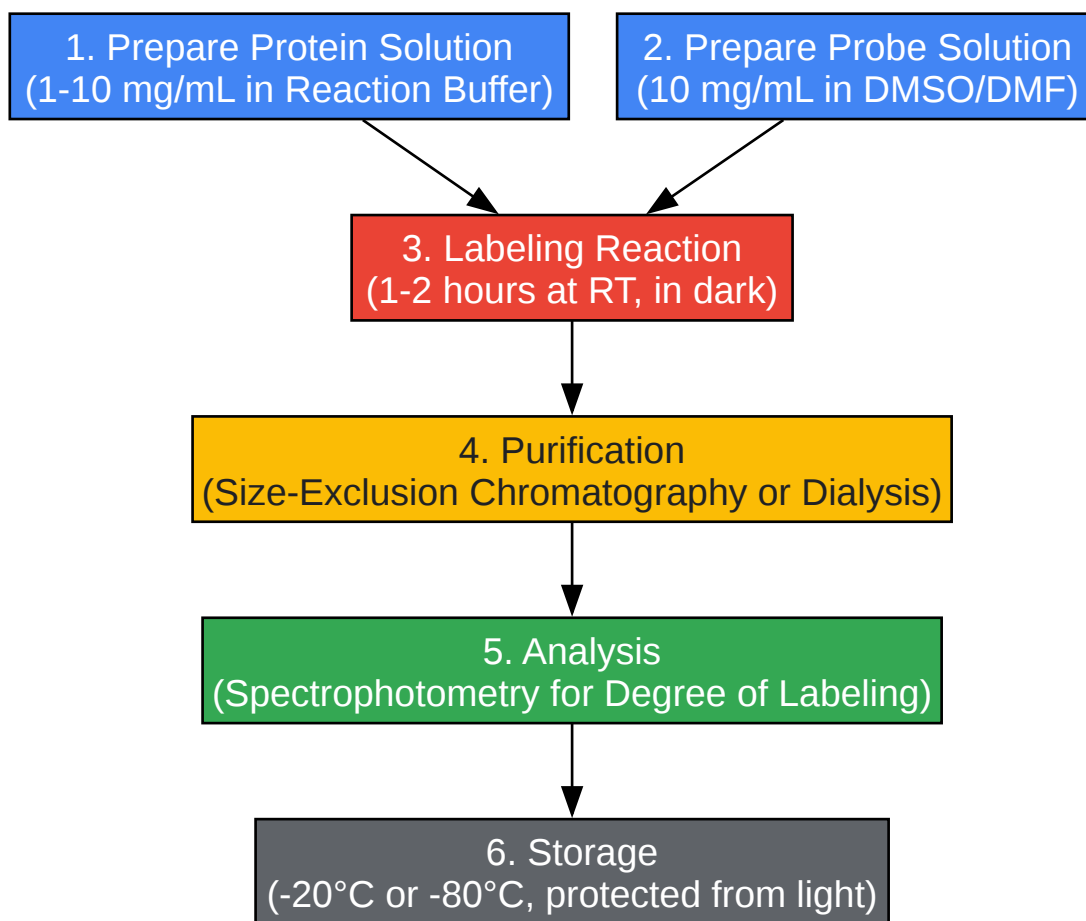 1. Prepare Protein Solution
(1-10 mg/mL in Reaction Buffer)
2. Prepare Probe Solution
(10 mg/mL in DMSO/DMF)
3. Labeling Reaction
(1-2 hours at RT, in dark)
4. Purification
(Size-Exclusion Chromatography or Dialysis)
5. Analysis
(Spectrophotometry for Degree of Labeling)
6. Storage
(-20°C or -80°C, protected from light)